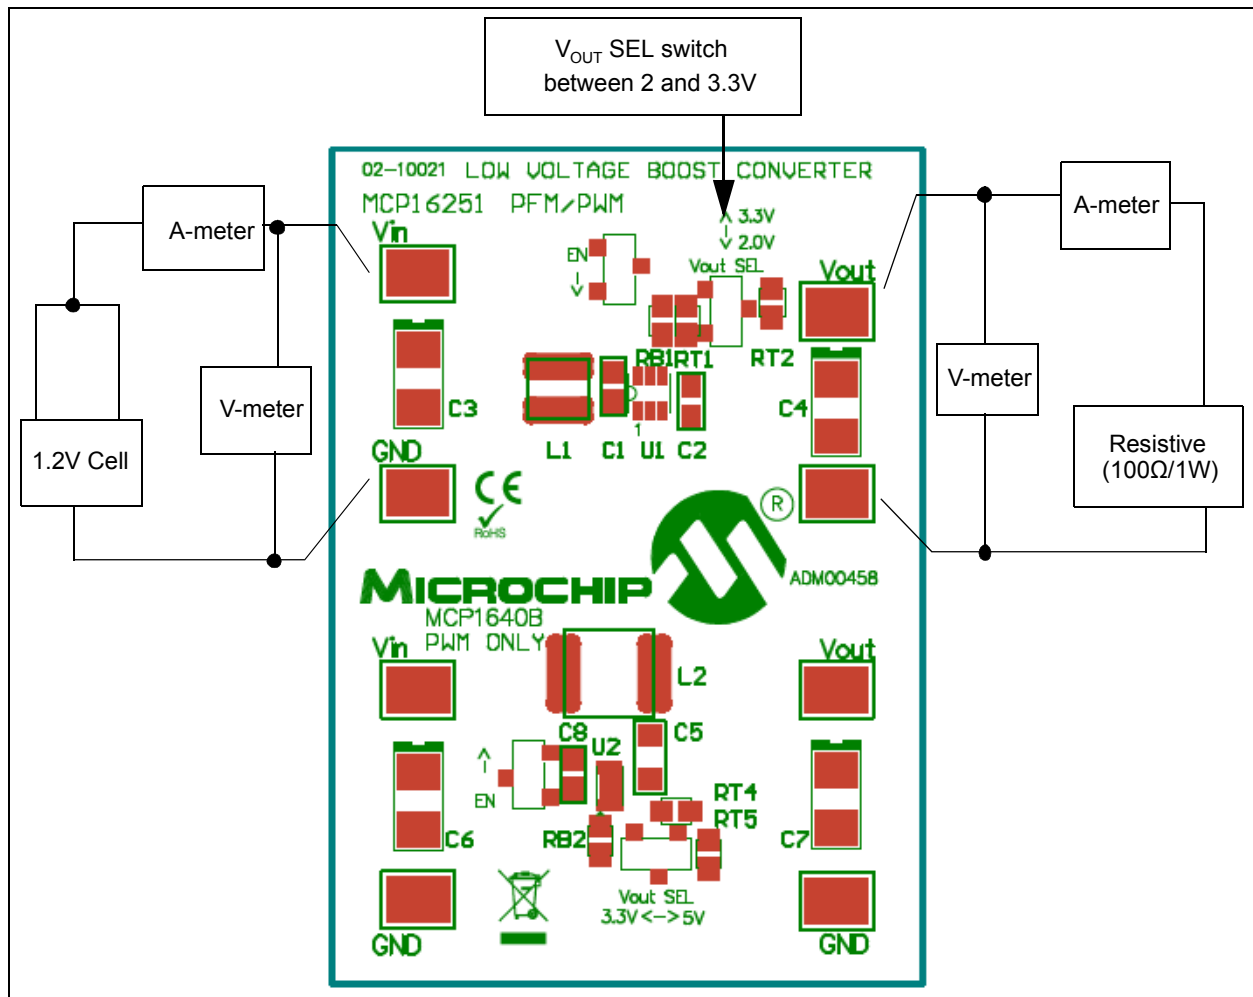 V_OUT SEL switch
between 2 and 3.3V
02-10021 LOW VOLTAGE BOOST CONVERTER
MCP16251 PFM/PWM
A-meter
V-meter
1.2V Cell
A-meter
V-meter
Resistive
(100Ω/1W)
Vin
EN
3.3V
2.0V
Vout SEL
Vout
RB1
RT1
RT2
C3
L1
C1
1
U1
C2
C4
GND
CE
RoHS
R
MICROCHIP
ADM00458
MCP1640B
PWM ONLY
Vin
Vout
L2
C8
U2
C5
EN
RT4
RT5
C6
RB2
C7
Vout SEL
3.3V<->5V
GND
GND